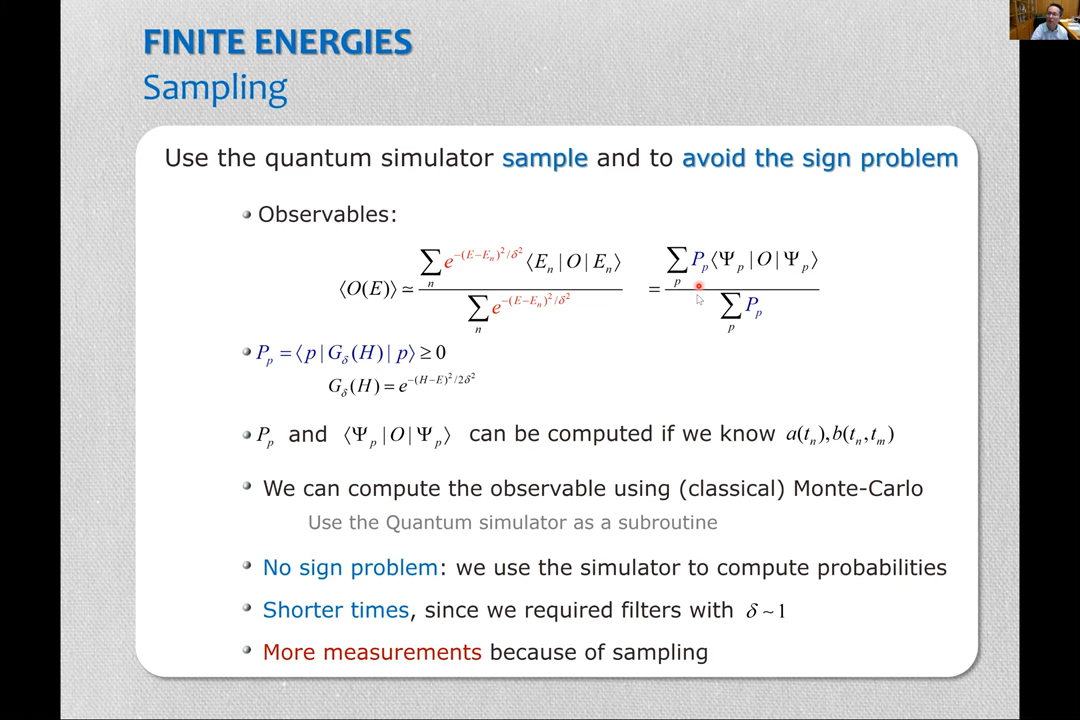 FINITE ENERGIES
Sampling
Use the quantum simulator sample and to avoid the sign problem
Observables:
⟨O(E)⟩ ≃ ∑_n e^{-(E-E_n)^2/δ^2} ⟨E_n|O|E_n⟩ / ∑_n e^{-(E-E_n)^2/δ^2} = ∑_p P_p ⟨Ψ_p|O|Ψ_p⟩ / ∑_p P_p
P_p = ⟨p|G_δ(H)|p⟩ ≥ 0
G_δ(H) = e^{-(H-E)^2/2δ^2}
P_p and ⟨Ψ_p|O|Ψ_p⟩ can be computed if we know a(t_n), b(t_n, t_m)
We can compute the observable using (classical) Monte-Carlo
Use the Quantum simulator as a subroutine
No sign problem: we use the simulator to compute probabilities
Shorter times, since we required filters with δ ~ 1
More measurements because of sampling